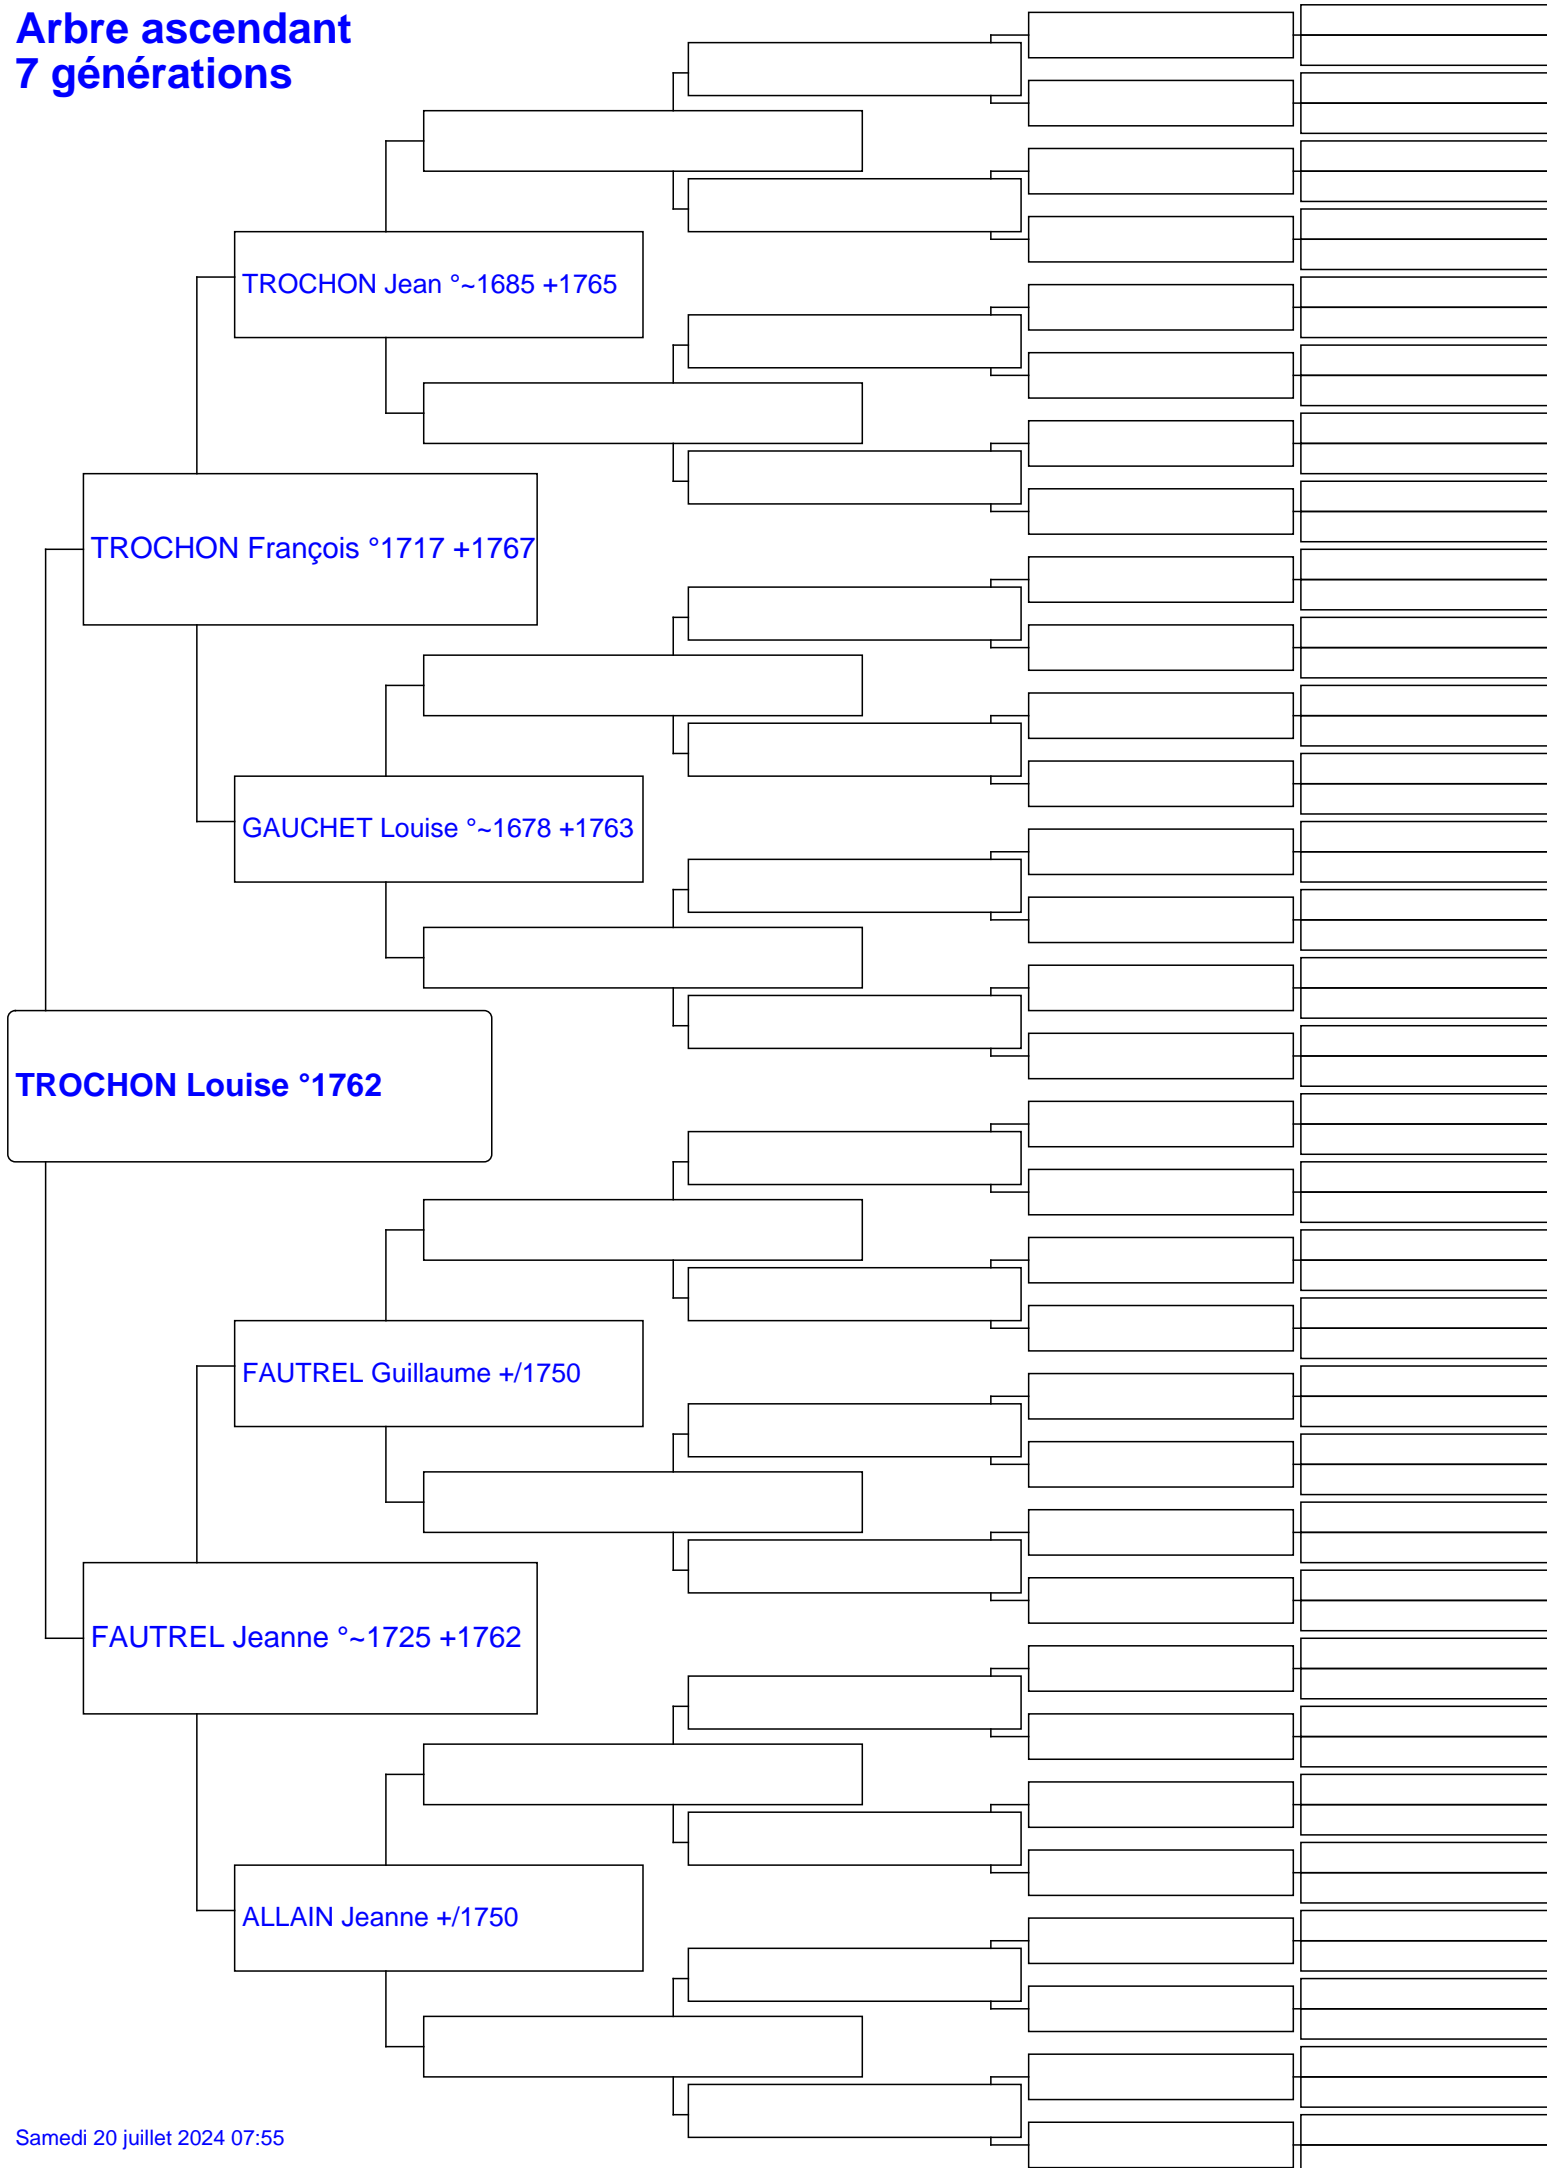 Arbre ascendant
7 générations
TROCHON Jean °~1685 +1765
TROCHON François °1717 +1767
GAUCHET Louise °~1678 +1763
TROCHON Louise °1762
FAUTREL Guillaume +/1750
FAUTREL Jeanne °~1725 +1762
ALLAIN Jeanne +/1750
Samedi 20 juillet 2024 07:55